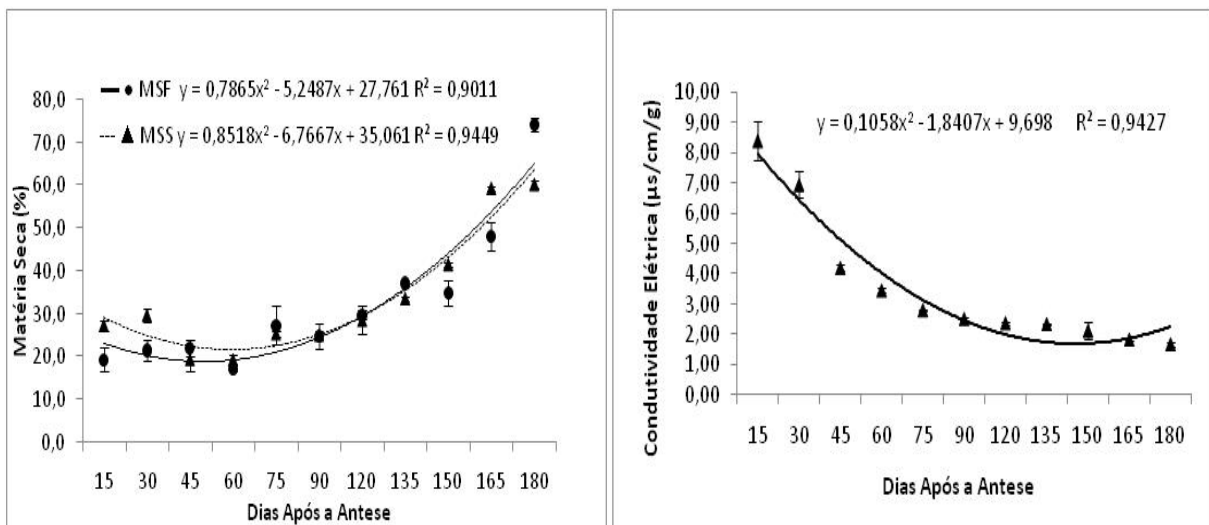 MSF y = 0,7865x² - 5,2487x + 27,761 R² = 0,9011
MSS y = 0,8518x² - 6,7667x + 35,061 R² = 0,9449
Matéria Seca (%)
80,0
70,0
60,0
50,0
40,0
30,0
20,0
10,0
0,0
15 30 45 60 75 90 120 135 150 165 180
Dias Após a Antese
y = 0,1058x² -1,8407x + 9,698 R² = 0,9427
Condutividade Elétrica (µs/cm/g)
10,00
9,00
8,00
7,00
6,00
5,00
4,00
3,00
2,00
1,00
0,00
15 30 45 60 75 90 120 135 150 165 180
Dias Após a Antese